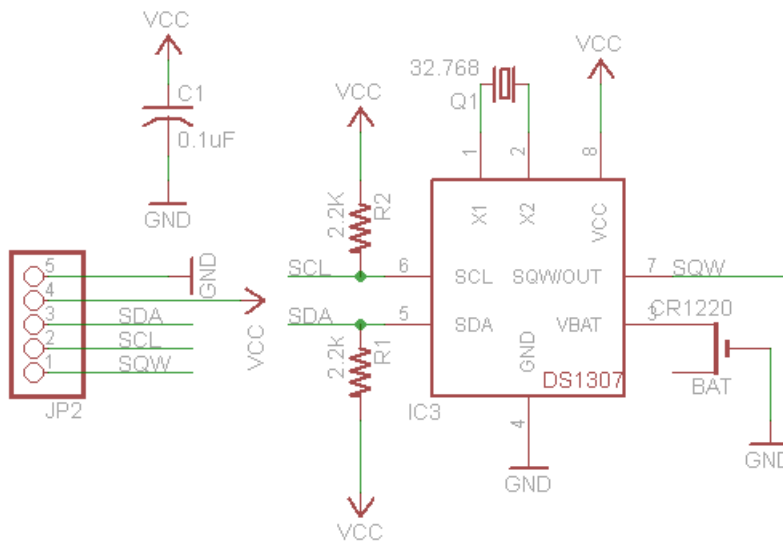 VCC
C1
0.1uF
GND
VCC
2.2K
R2
32.768
Q1
VCC
1
2
8
X1
X2
VCC
5
4
3
2
1
GND
VCC
SDA
SCL
SQW
JP2
SCL
6
SCL
SQW/OUT
7
SQW
SDA
5
SDA
VBAT
3
CR1220
2.2k
R1
GND
DS1307
BAT
IC3
4
GND
GND
VCC